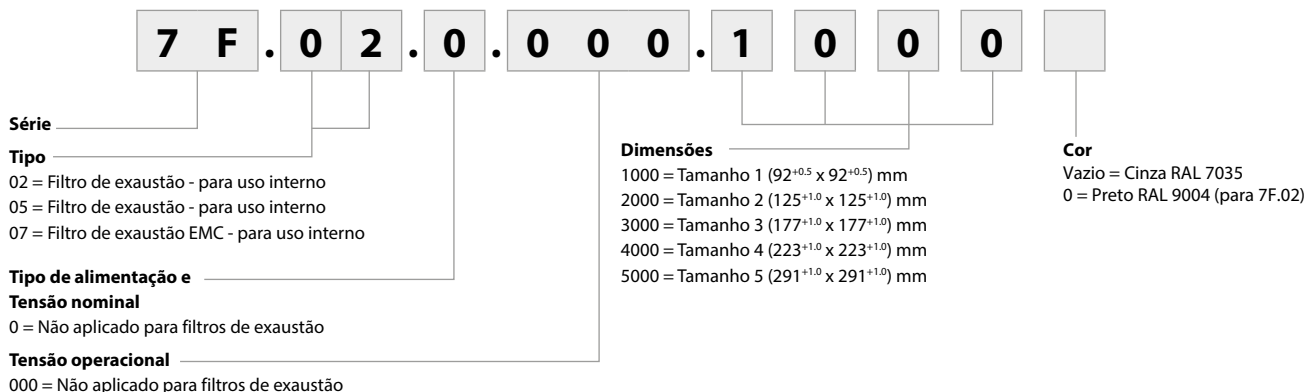 7 F . 0 2 . 0 . 0 0 0 . 1 0 0 0
Série
Tipo
02 = Filtro de exaustão - para uso interno
05 = Filtro de exaustão - para uso interno
07 = Filtro de exaustão EMC - para uso interno
Tipo de alimentação e
Tensão nominal
0 = Não aplicado para filtros de exaustão
Tensão operacional
000 = Não aplicado para filtros de exaustão
Dimensões
1000 = Tamanho 1 (92+0.5 x 92+0.5) mm
2000 = Tamanho 2 (125+1.0 x 125+1.0) mm
3000 = Tamanho 3 (177+1.0 x 177+1.0) mm
4000 = Tamanho 4 (223+1.0 x 223+1.0) mm
5000 = Tamanho 5 (291+1.0 x 291+1.0) mm
Cor
Vazio = Cinza RAL 7035
0 = Preto RAL 9004 (para 7F.02)